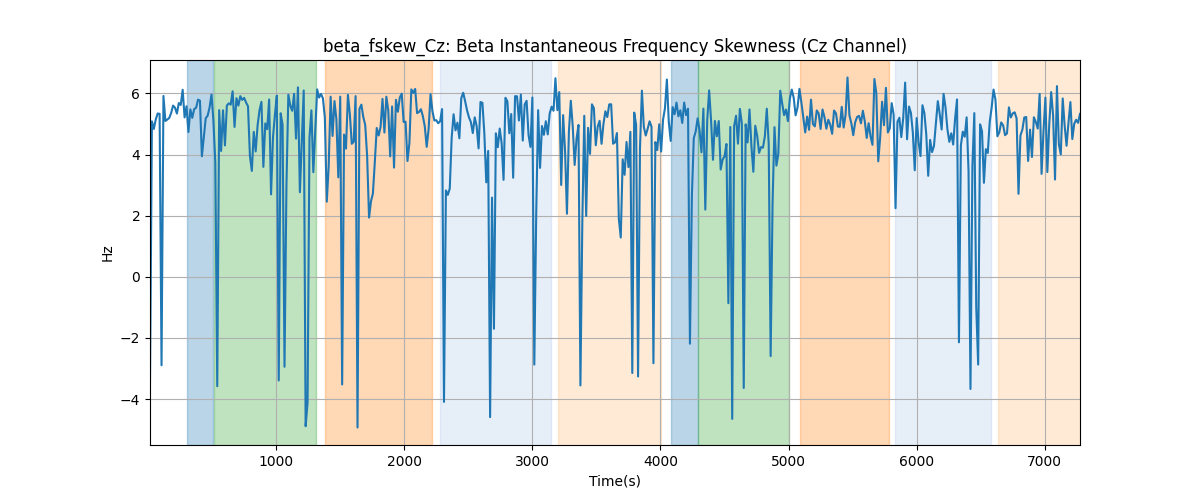 beta_fskew_Cz: Beta Instantaneous Frequency Skewness (Cz Channel)
6
4
2
0
−2
−4
Hz
1000 2000 3000 4000 5000 6000 7000
Time(s)